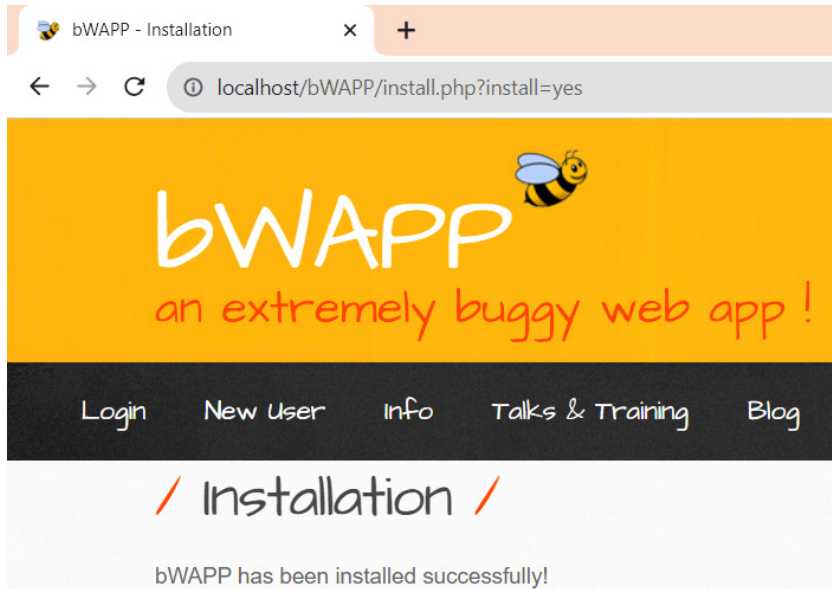 bWAPP - Installation
localhost/bWAPP/install.php?install=yes
bWAPP
an extremely buggy web app !
Login New User Info Talks & Training Blog
/ Installation /
bWAPP has been installed successfully!